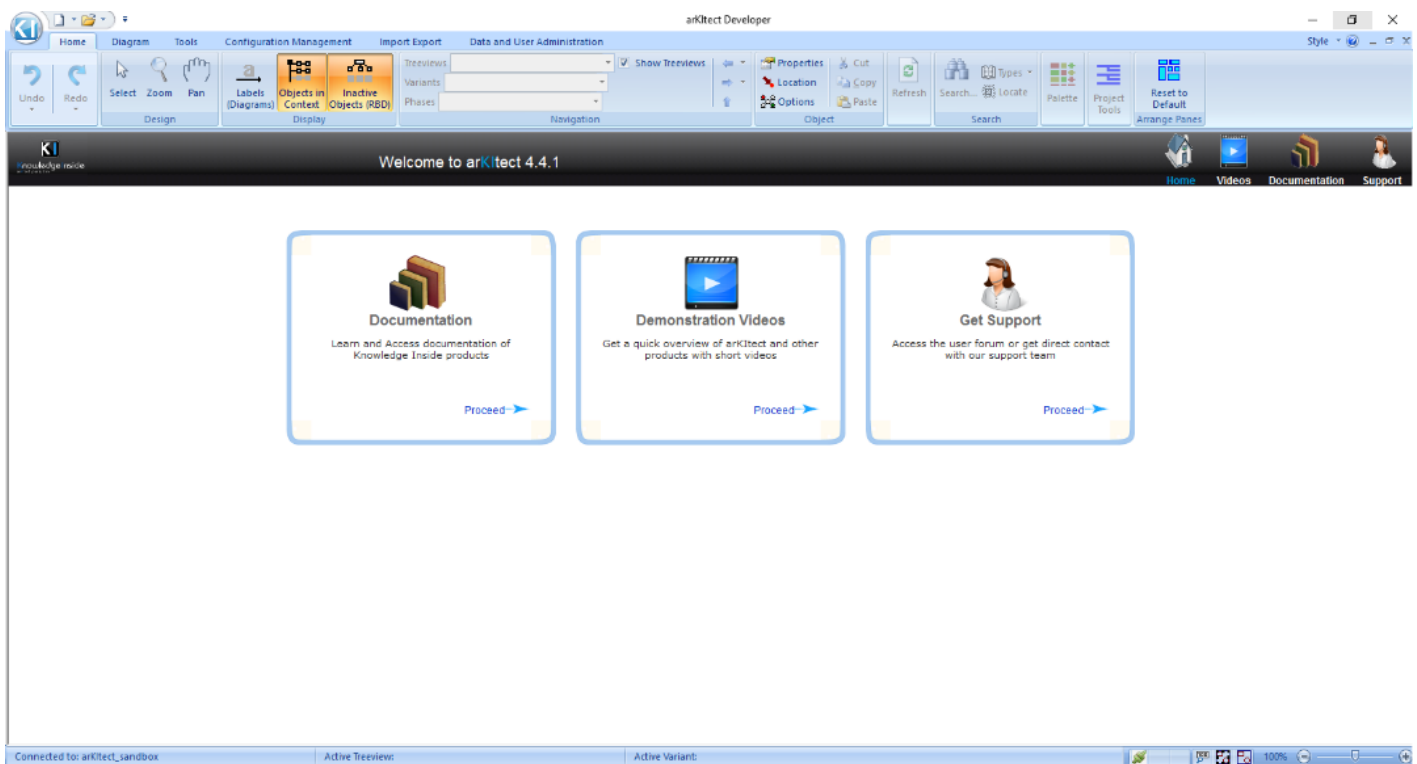 arKItect Developer
KI
Home Diagram Tools Configuration Management Import Export Data and User Administration Style
Undo Redo
Select Zoom Pan
Design
a Labels (Diagrams)
Objects in Context
Inactive Objects (RBD)
Display
Treeviews
Variants
Phases
Show Treeviews
Navigation
Properties
Location
Options
Cut
Copy
Paste
Object
Refresh
Search...
Types
Locate
Search
Palette
Project Tools
Reset to Default
Arrange Panes
KI
Knowledge Inside
Welcome to arKItect 4.4.1
Home Videos Documentation Support
Documentation
Learn and Access documentation of
Knowledge Inside products
Proceed
Demonstration Videos
Get a quick overview of arKItect and other
products with short videos
Proceed
Get Support
Access the user forum or get direct contact
with our support team
Proceed
Connected to: arKItect_sandbox Active Treeview: Active Variant: 100%